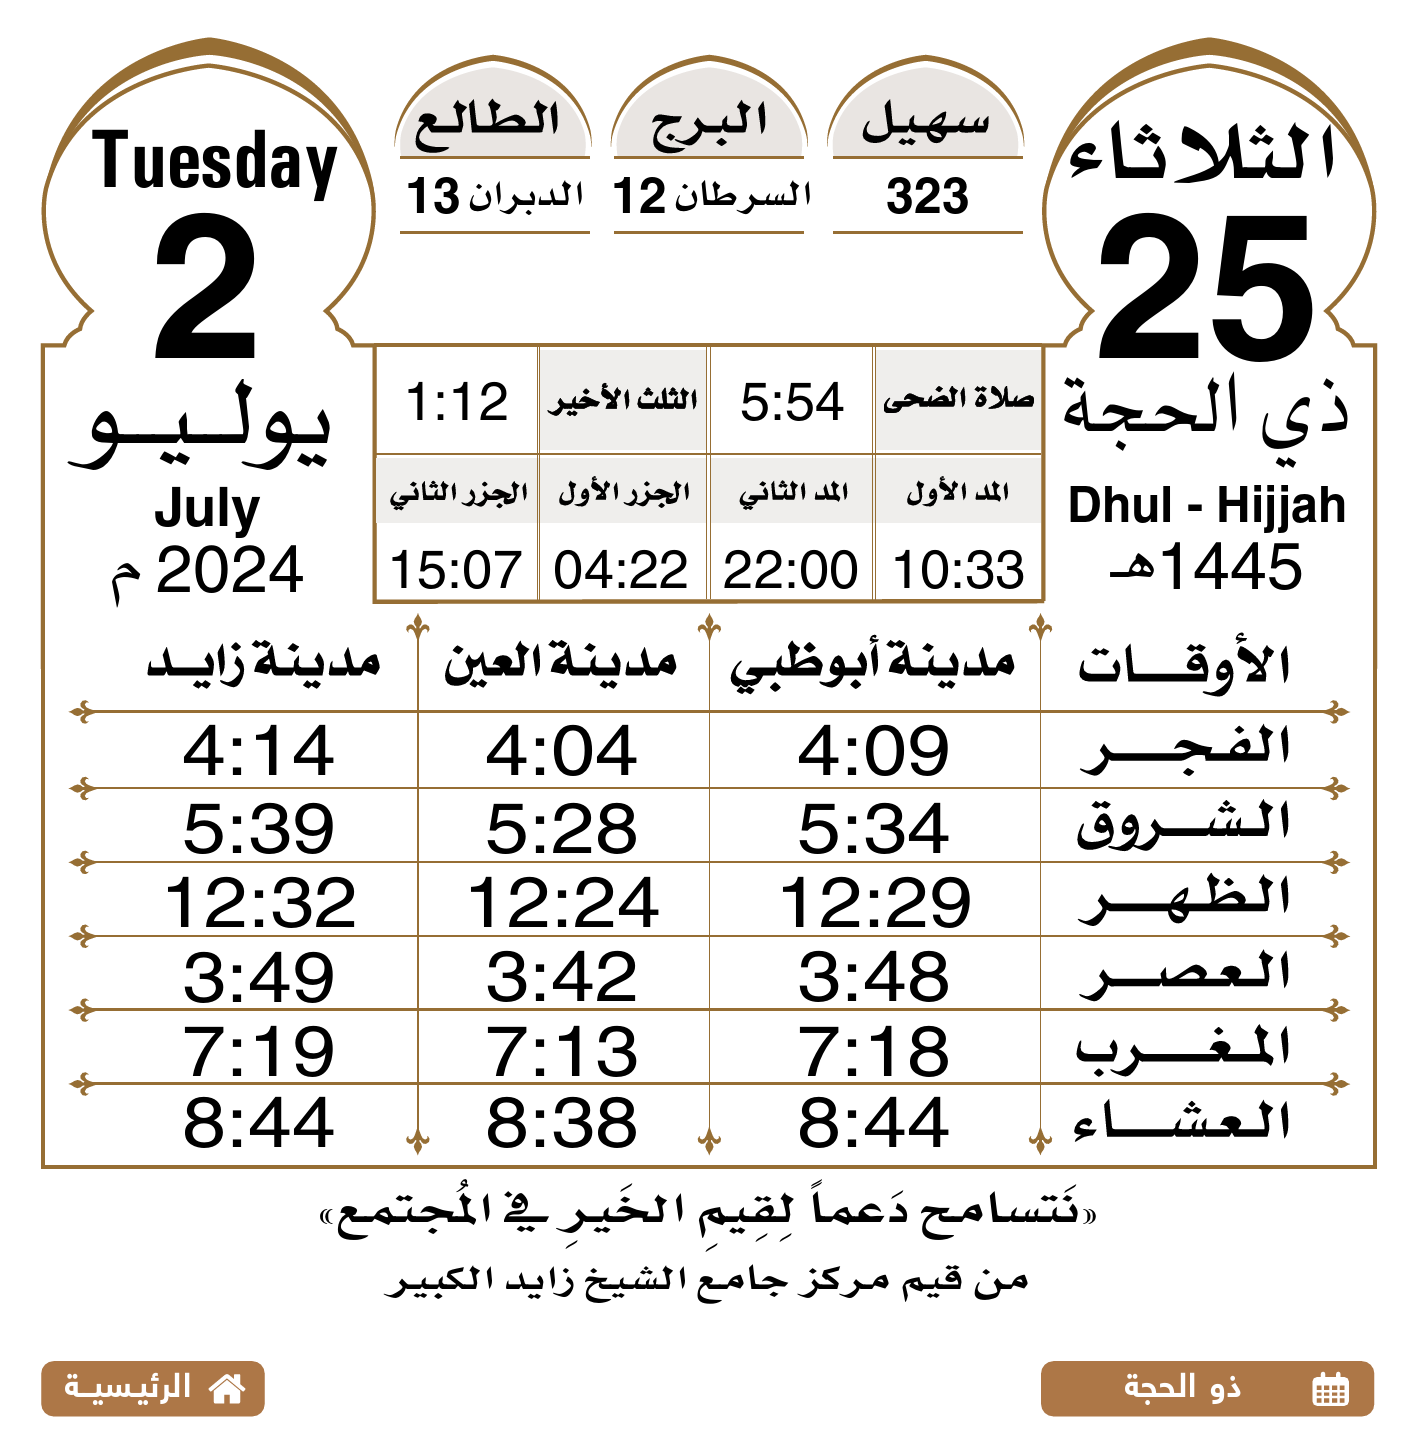 الثلاثاء
25
ذي الحجة
Dhul - Hijjah
1445هـ
سهيل
323
البرج
السرطان 12
الطالع
الدبران 13
Tuesday
2
يوليو
July
2024 م
صلاة الضحى 5:54 الثلث الأخير 1:12
المد الأول المد الثاني الجزر الأول الجزر الثاني
10:33 22:00 04:22 15:07
الأوقات مدينة أبوظبي مدينة العين مدينة زايد
الفجر 4:09 4:04 4:14
الشروق 5:34 5:28 5:39
الظهر 12:29 12:24 12:32
العصر 3:48 3:42 3:49
المغرب 7:18 7:13 7:19
العشاء 8:44 8:38 8:44
«نَتسامح دَعماً لِقِيمِ الخَيرِ في المُجتمع»
من قيم مركز جامع الشيخ زايد الكبير
ذو الحجة
الرئيسية